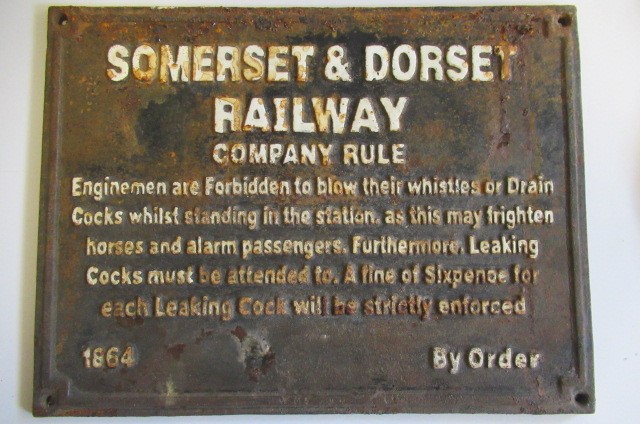 SOMERSET & DORSET
RAILWAY
COMPANY RULE
Enginemen are Forbidden to blow their whistles or Drain
Cocks whilst standing in the station, as this may frighten
horses and alarm passengers. Furthermore, Leaking
Cocks must be attended to. A fine of Sixpence for
each Leaking Cock will be strictly enforced
1864 By Order